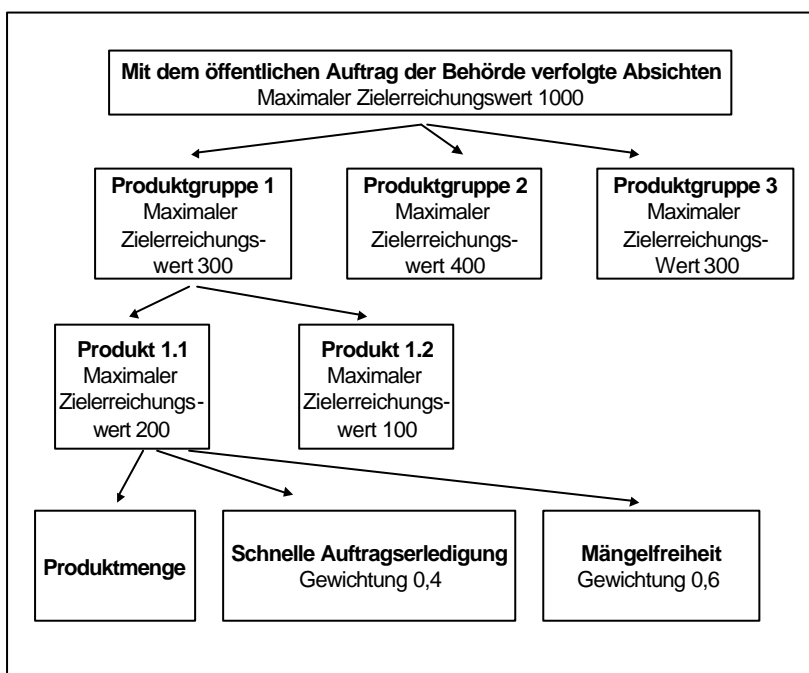 Mit dem öffentlichen Auftrag der Behörde verfolgte Absichten
Maximaler Zielerreichungswert 1000
Produktgruppe 1
Maximaler
Zielerreichungs-
wert 300
Produktgruppe 2
Maximaler
Zielerreichungs-
wert 400
Produktgruppe 3
Maximaler
Zielerreichungs-
Wert 300
Produkt 1.1
Maximaler
Zielerreichungs-
wert 200
Produkt 1.2
Maximaler
Zielerreichungs-
wert 100
Produktmenge
Schnelle Auftragserledigung
Gewichtung 0,4
Mängelfreiheit
Gewichtung 0,6